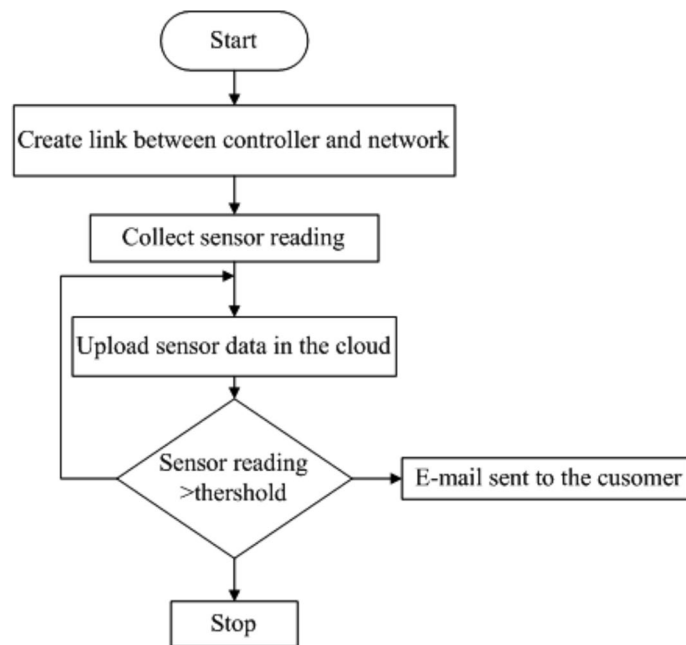 Start
Create link between controller and network
Collect sensor reading
Upload sensor data in the cloud
Sensor reading
>thershold
E-mail sent to the cusomer
Stop